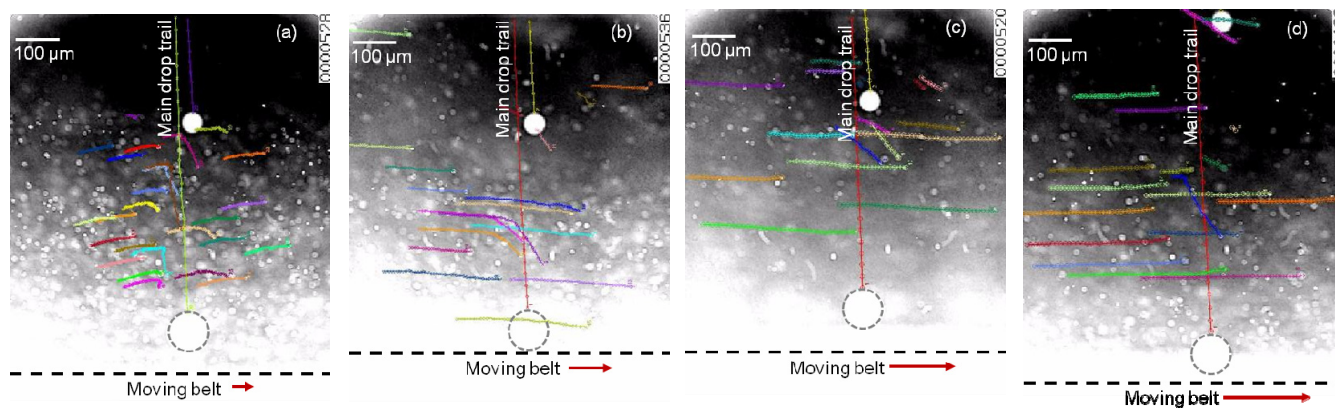 (a)
100 µm
Main drop trail
0000528
Moving belt
(b)
100 µm
Main drop trail
0000536
Moving belt
(c)
100 µm
Main drop trail
0000520
Moving belt
(d)
100 µm
Main drop trail
Moving belt